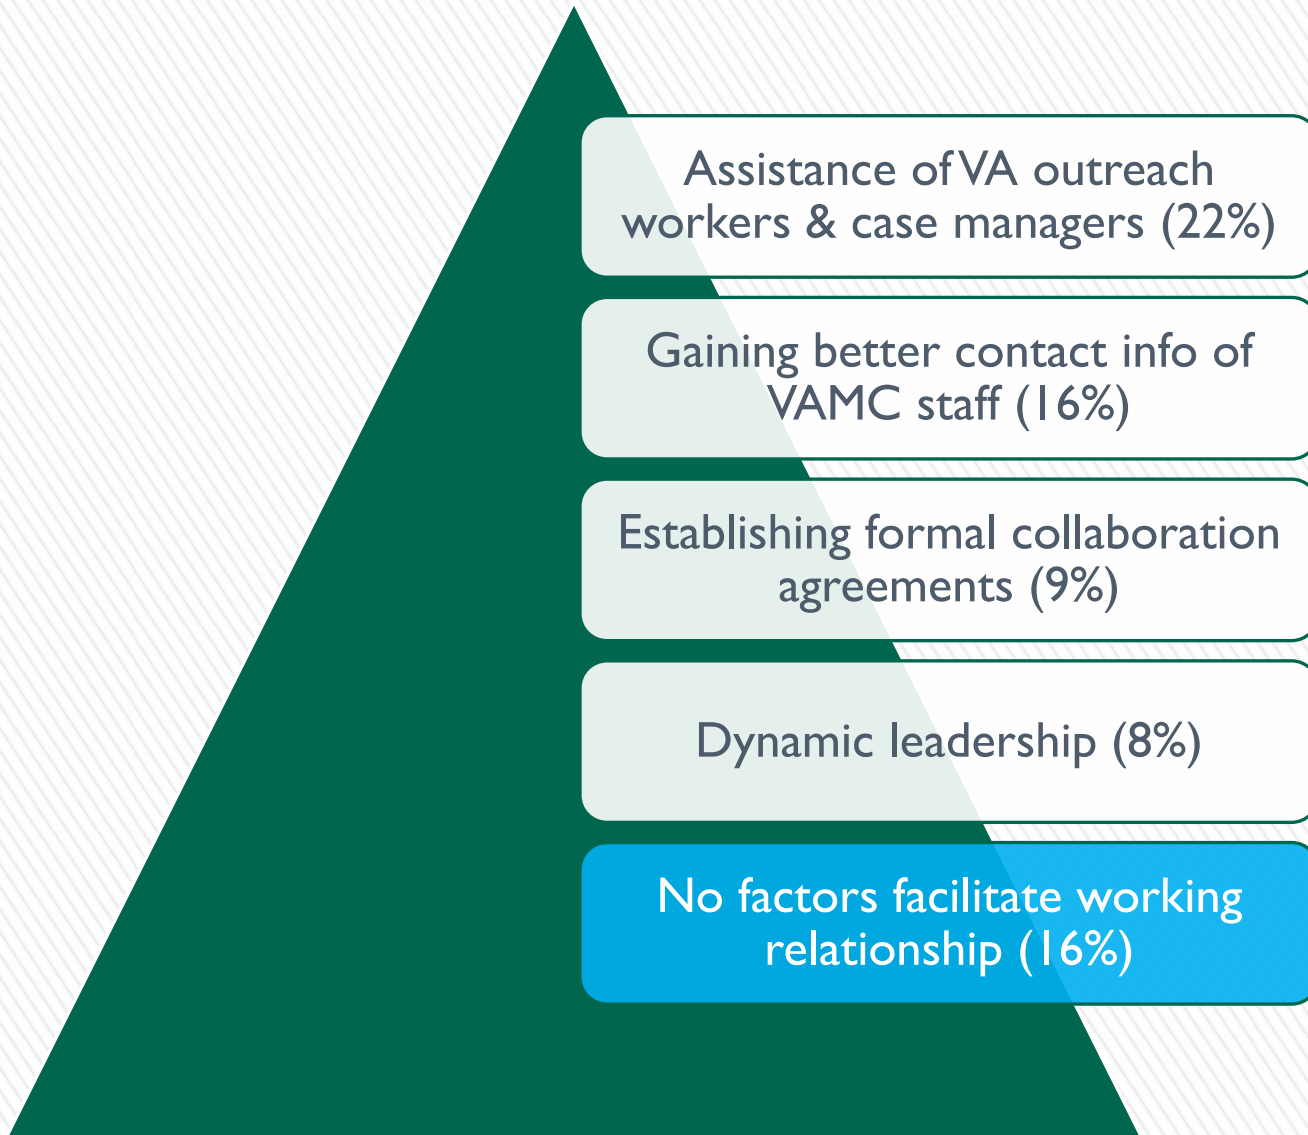 Assistance of VA outreach
workers & case managers (22%)
Gaining better contact info of
VAMC staff (16%)
Establishing formal collaboration
agreements (9%)
Dynamic leadership (8%)
No factors facilitate working
relationship (16%)